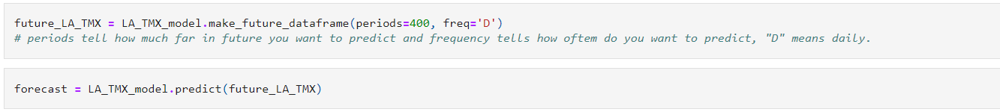 future_LA_TMX = LA_TMX_model.make_future_dataframe(periods=400, freq='D')
# periods tell how much far in future you want to predict and frequency tells how oftem do you want to predict, "D" means daily.
forecast = LA_TMX_model.predict(future_LA_TMX)